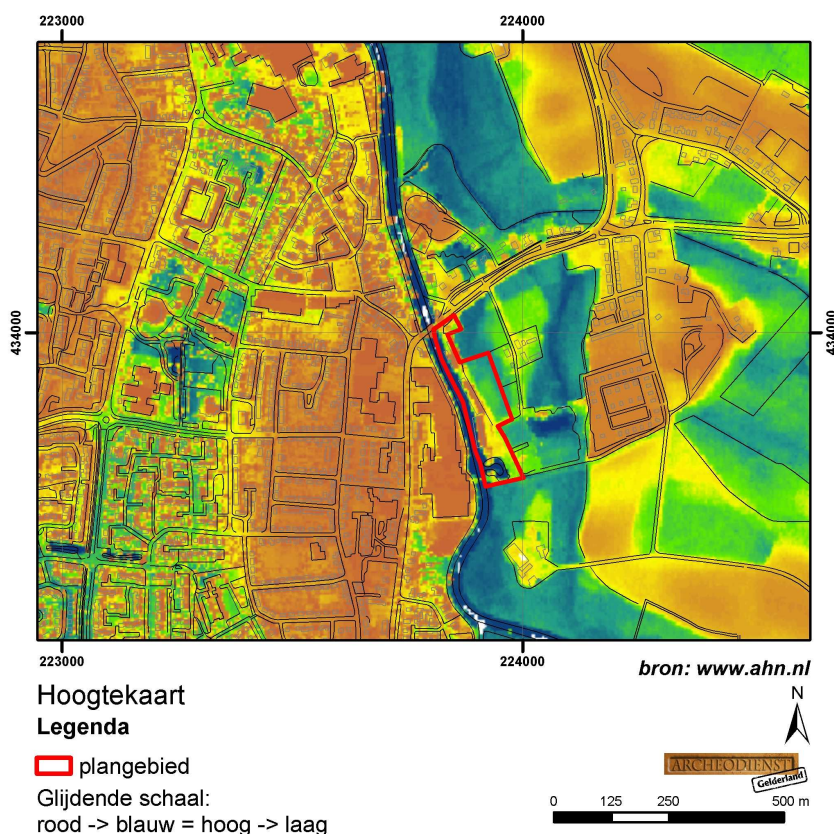 223000
224000
434000
434000
223000
224000
bron: www.ahn.nl
Hoogtekaart
Legenda
plangebied
Glijdende schaal:
rood -> blauw = hoog -> laag
N
ARCHEODIENST
Gelderland
0 125 250 500 m